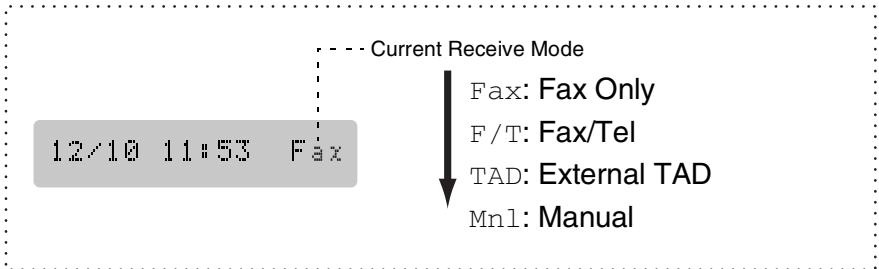 Current Receive Mode
12/10 11:53 Fax
Fax: Fax Only
F/T: Fax/Tel
TAD: External TAD
Mnl: Manual